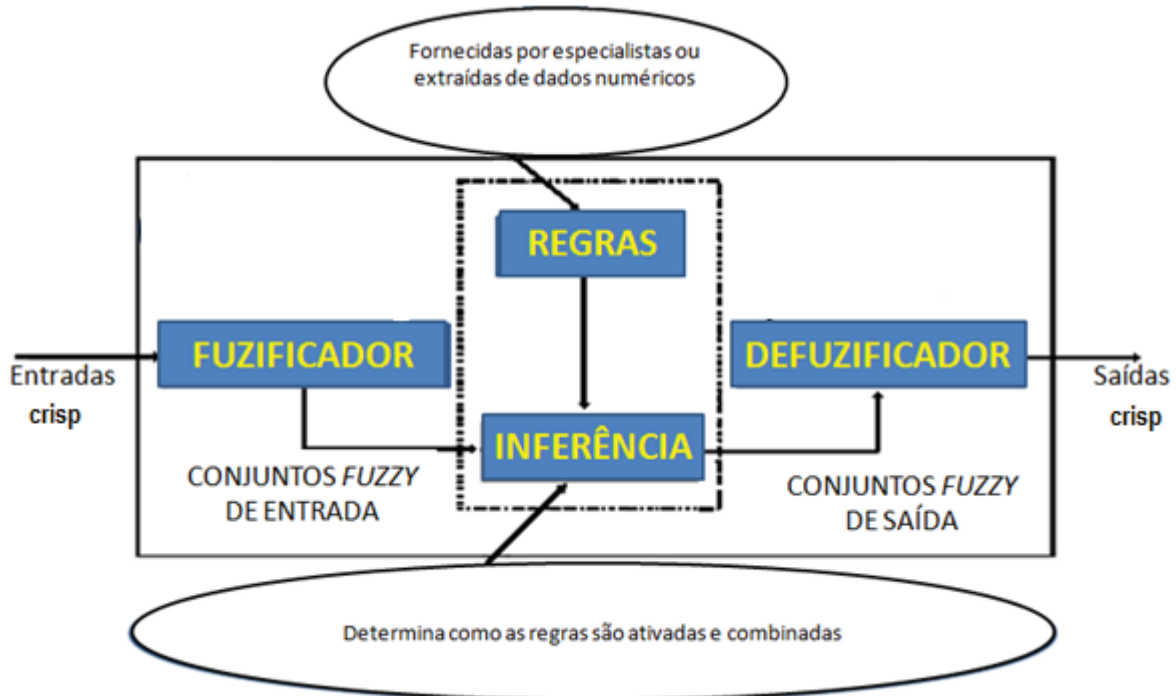 Fornecidas por especialistas ou
extraídas de dados numéricos
REGRAS
FUZIFICADOR
DEFUZIFICADOR
Entradas
crisp
Saídas
crisp
INFERÊNCIA
CONJUNTOS FUZZY
DE ENTRADA
CONJUNTOS FUZZY
DE SAÍDA
Determina como as regras são ativadas e combinadas